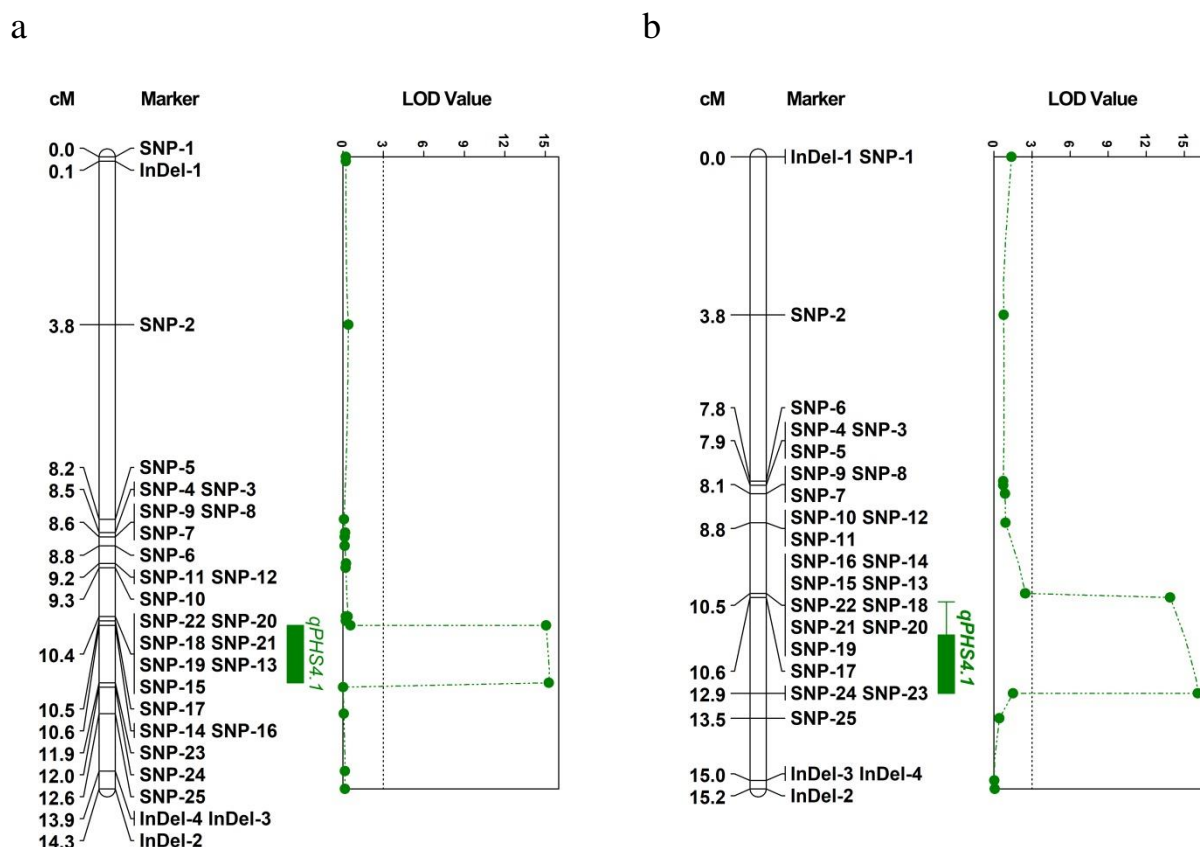 a
cM Marker LOD Value
0 3 6 9 12 15
0.0 SNP-1
0.1 InDel-1
3.8 SNP-2
8.2 SNP-5
8.5 SNP-4 SNP-3
SNP-9 SNP-8
8.6 SNP-7
8.8 SNP-6
9.2 SNP-11 SNP-12
9.3 SNP-10
SNP-22 SNP-20
SNP-18 SNP-21
10.4 SNP-19 SNP-13
SNP-15
10.5 SNP-17
10.6 SNP-14 SNP-16
11.9 SNP-23
12.0 SNP-24
12.6 SNP-25
13.9 InDel-4 InDel-3
14.3 InDel-2
qPHS4.1
b
cM Marker LOD Value
0 3 6 9 12 15
0.0 InDel-1 SNP-1
3.8 SNP-2
7.8 SNP-6
SNP-4 SNP-3
7.9 SNP-5
SNP-9 SNP-8
8.1 SNP-7
8.8 SNP-10 SNP-12
SNP-11
SNP-16 SNP-14
SNP-15 SNP-13
10.5 SNP-22 SNP-18
SNP-21 SNP-20
SNP-19
10.6 SNP-17
12.9 SNP-24 SNP-23
13.5 SNP-25
15.0 InDel-3 InDel-4
15.2 InDel-2
qPHS4.1